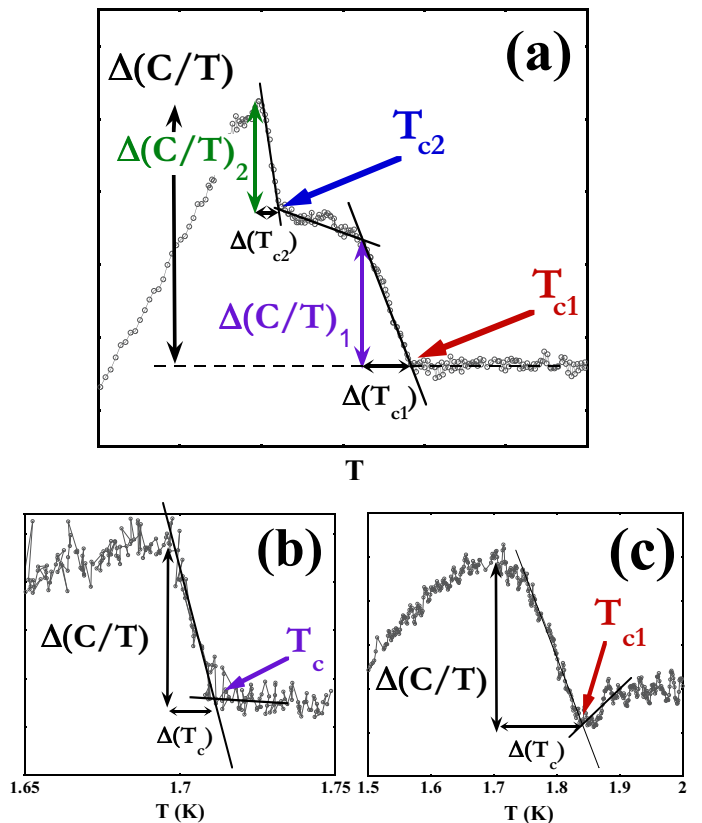 (a)
Δ(C/T)
Δ(C/T)2
Tc2
Δ(Tc2)
Tc1
Δ(C/T)1
Δ(Tc1)
T
(b)
Δ(C/T)
Tc
Δ(Tc)
1.65 1.7 1.75
T (K)
(c)
Tc1
Δ(C/T)
Δ(Tc)
1.5 1.6 1.7 1.8 1.9 2
T (K)